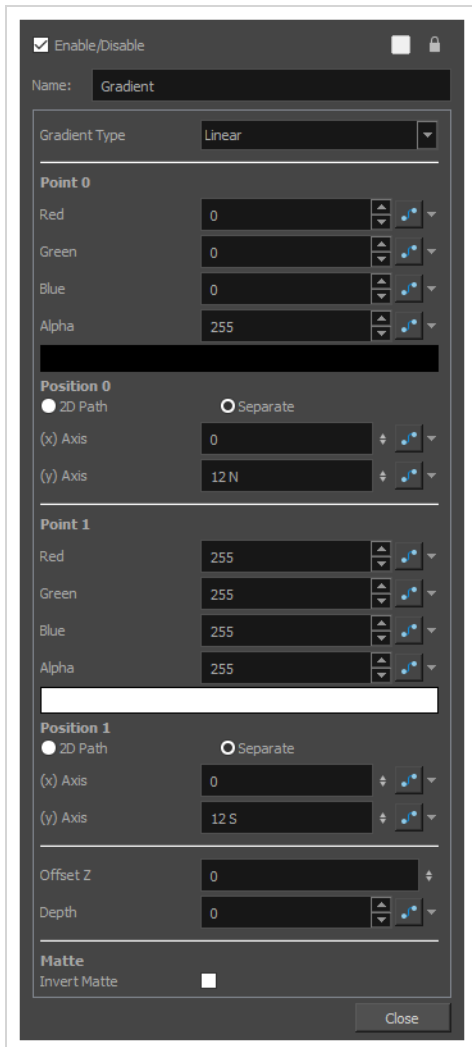 Enable/Disable
Name: Gradient
Gradient Type Linear
Point 0
Red 0
Green 0
Blue 0
Alpha 255
Position 0
2D Path Separate
(x) Axis 0
(y) Axis 12 N
Point 1
Red 255
Green 255
Blue 255
Alpha 255
Position 1
2D Path Separate
(x) Axis 0
(y) Axis 12 S
Offset Z 0
Depth 0
Matte
Invert Matte
Close